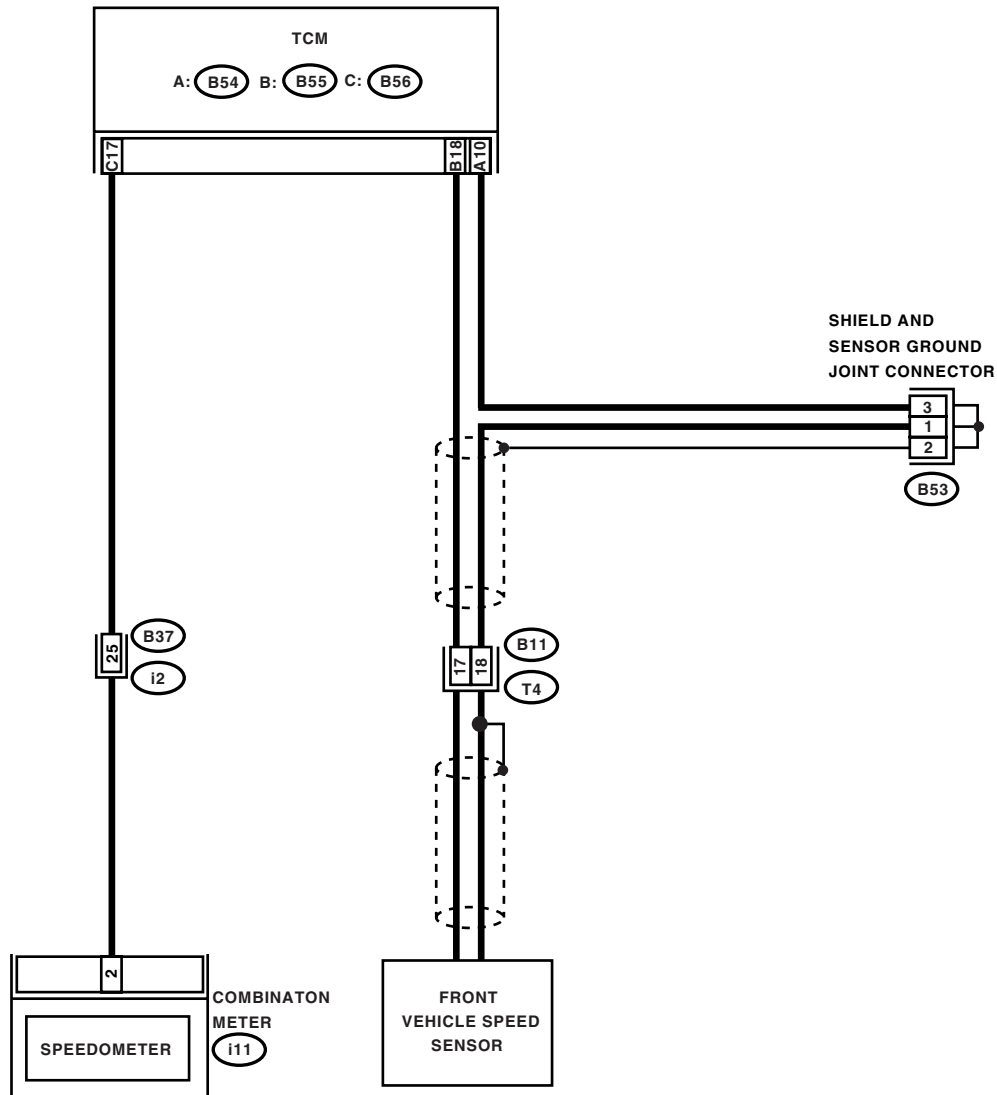 TCM
A: B54 B: B55 C: B56
C17
B18
A10
SHIELD AND
SENSOR GROUND
JOINT CONNECTOR
3
1
2
B53
25
B37
i2
17
18
B11
T4
2
COMBINATON
METER
i11
SPEEDOMETER
FRONT
VEHICLE SPEED
SENSOR